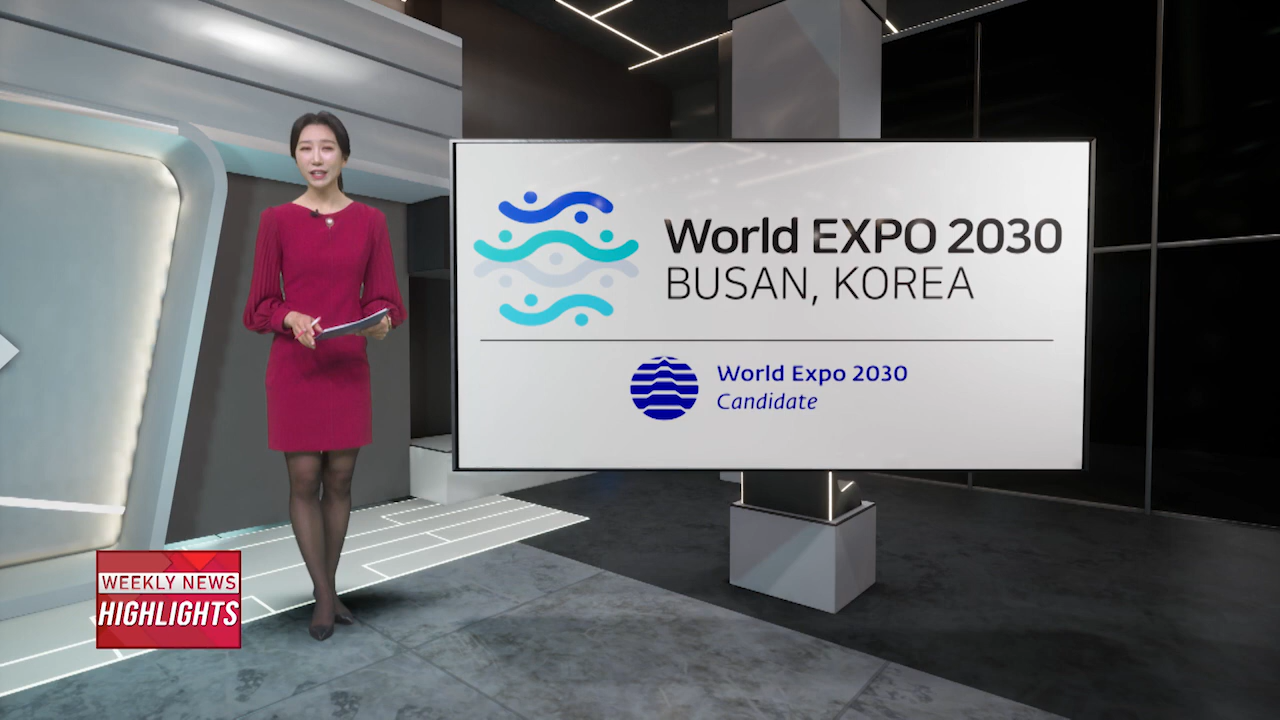 World EXPO 2030
BUSAN, KOREA
World Expo 2030
Candidate
WEEKLY NEWS
HIGHLIGHTS